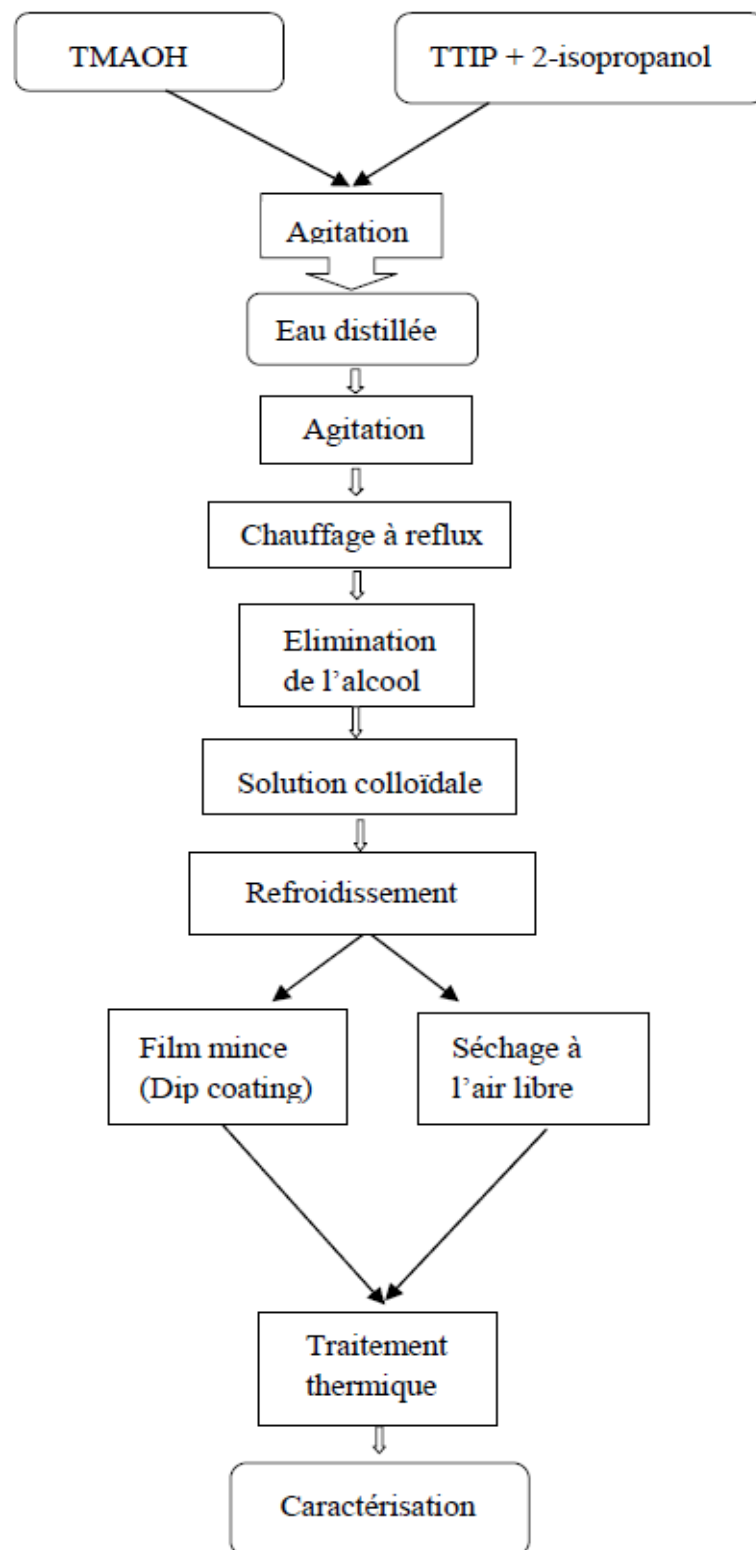 TMAOH
TTIP + 2-isopropanol
Agitation
Eau distillée
Agitation
Chauffage à reflux
Elimination
de l’alcool
Solution colloïdale
Refroidissement
Film mince
(Dip coating)
Séchage à
l’air libre
Traitement
thermique
Caractérisation